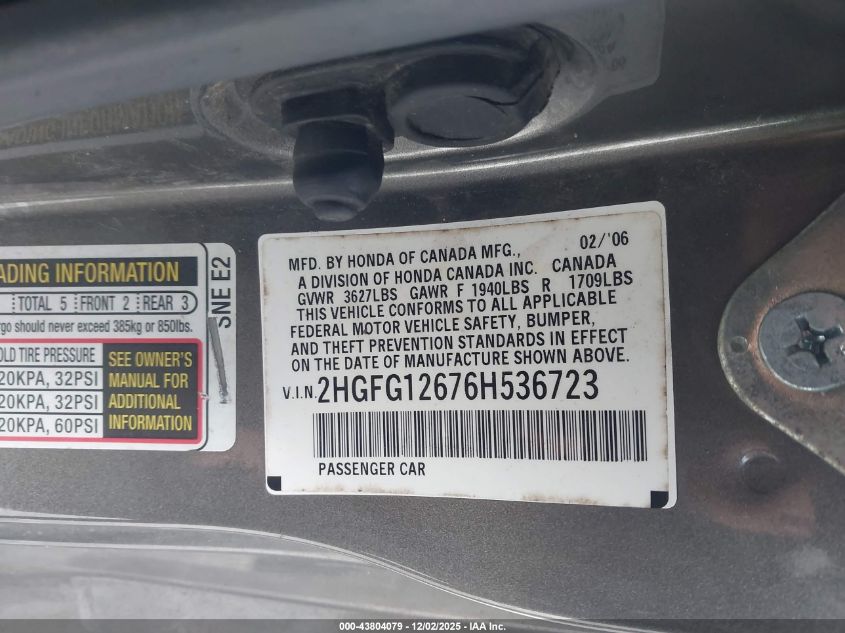 ADING INFORMATION
TOTAL 5 FRONT 2 REAR 3
rgo should never exceed 385kg or 850lbs.
OLD TIRE PRESSURE
20KPA, 32PSI
20KPA, 32PSI
20KPA, 60PSI
SEE OWNER'S
MANUAL FOR
ADDITIONAL
INFORMATION
SNE E2
MFD. BY HONDA OF CANADA MFG., 02/'06
A DIVISION OF HONDA CANADA INC. CANADA
GVWR 3627LBS GAWR F 1940LBS R 1709LBS
THIS VEHICLE CONFORMS TO ALL APPLICABLE
FEDERAL MOTOR VEHICLE SAFETY, BUMPER,
AND THEFT PREVENTION STANDARDS IN EFFECT
ON THE DATE OF MANUFACTURE SHOWN ABOVE.
V.I.N. 2HGFG12676H536723
PASSENGER CAR
000-43804079 - 12/02/2025 - IAA Inc.